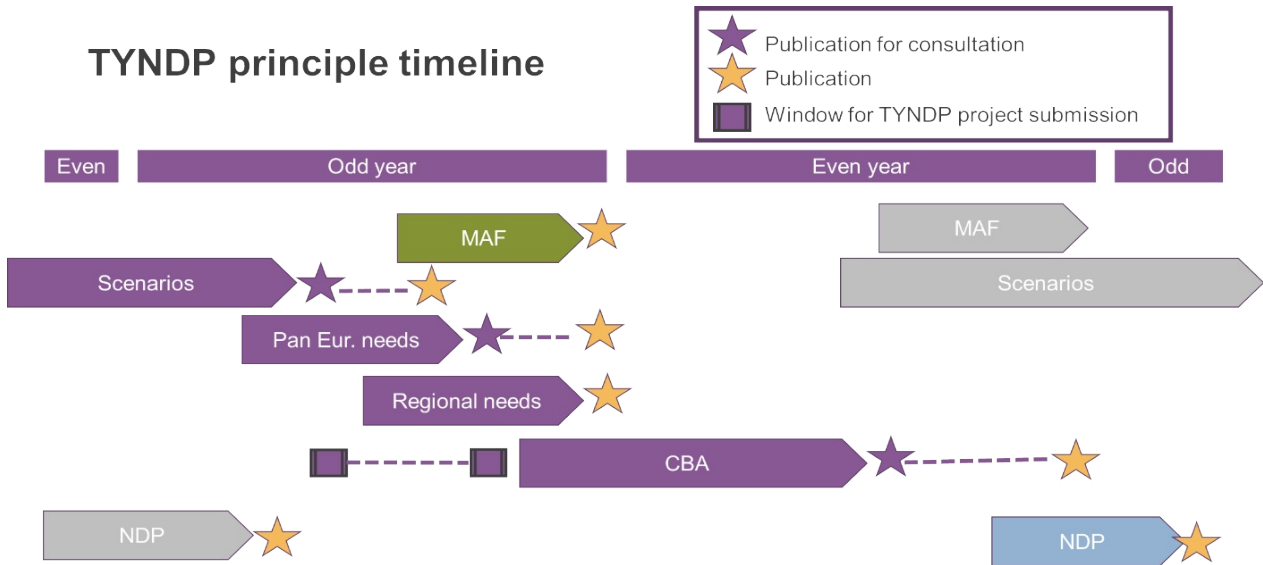 TYNDP principle timeline
Publication for consultation
Publication
Window for TYNDP project submission
Even
Odd year
Even year
Odd
MAF
MAF
Scenarios
Scenarios
Pan Eur. needs
Regional needs
CBA
NDP
NDP